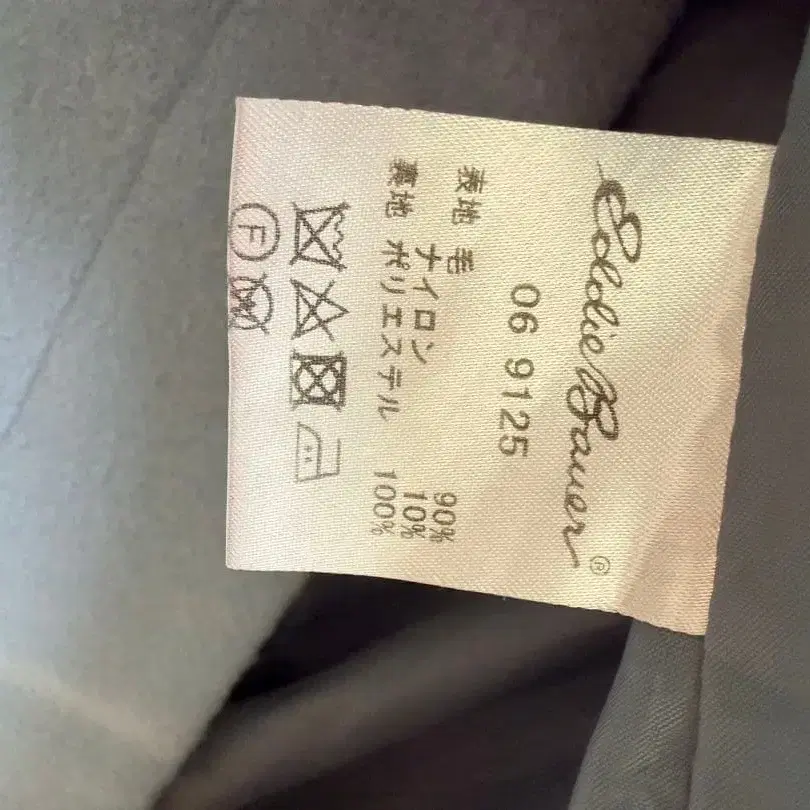 Eddie Bauer®
06 9125
表地 毛 90%
ナイロン 10%
裏地 ポリエステル 100%
F
W